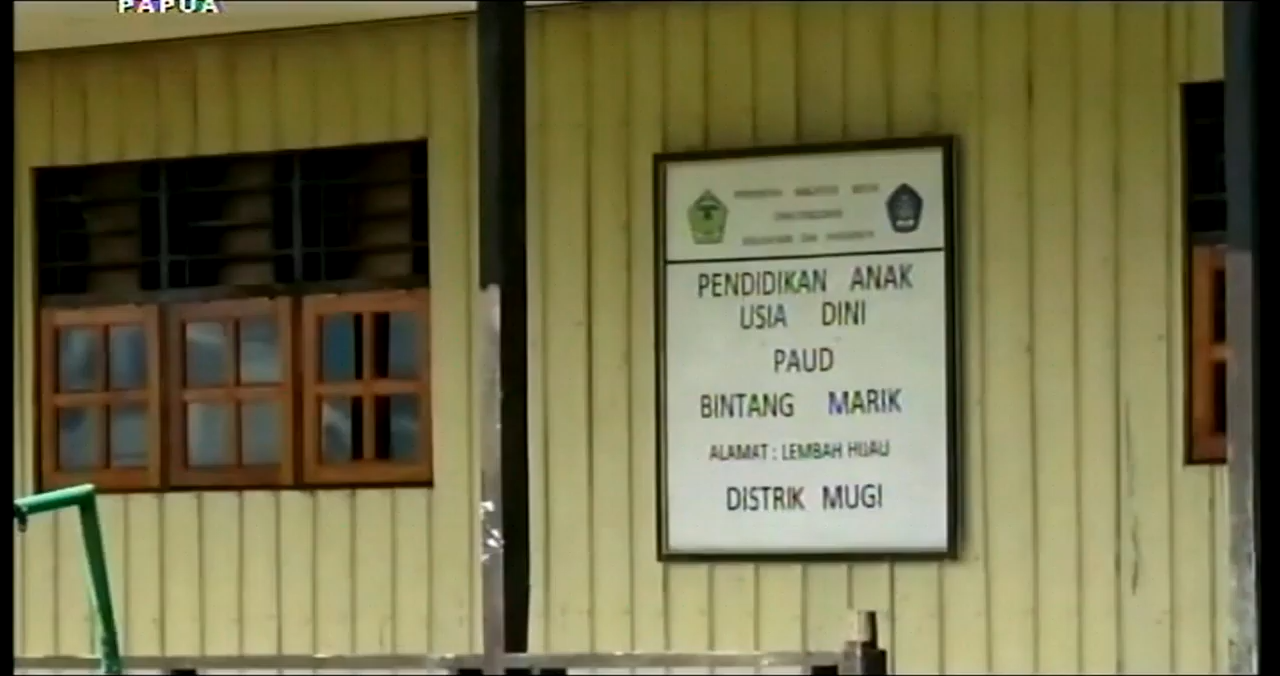 PAPUA
PENDIDIKAN ANAK
USIA DINI
PAUD
BINTANG MARIK
ALAMAT : LEMBAH HIJAU
DISTRIK MUGI